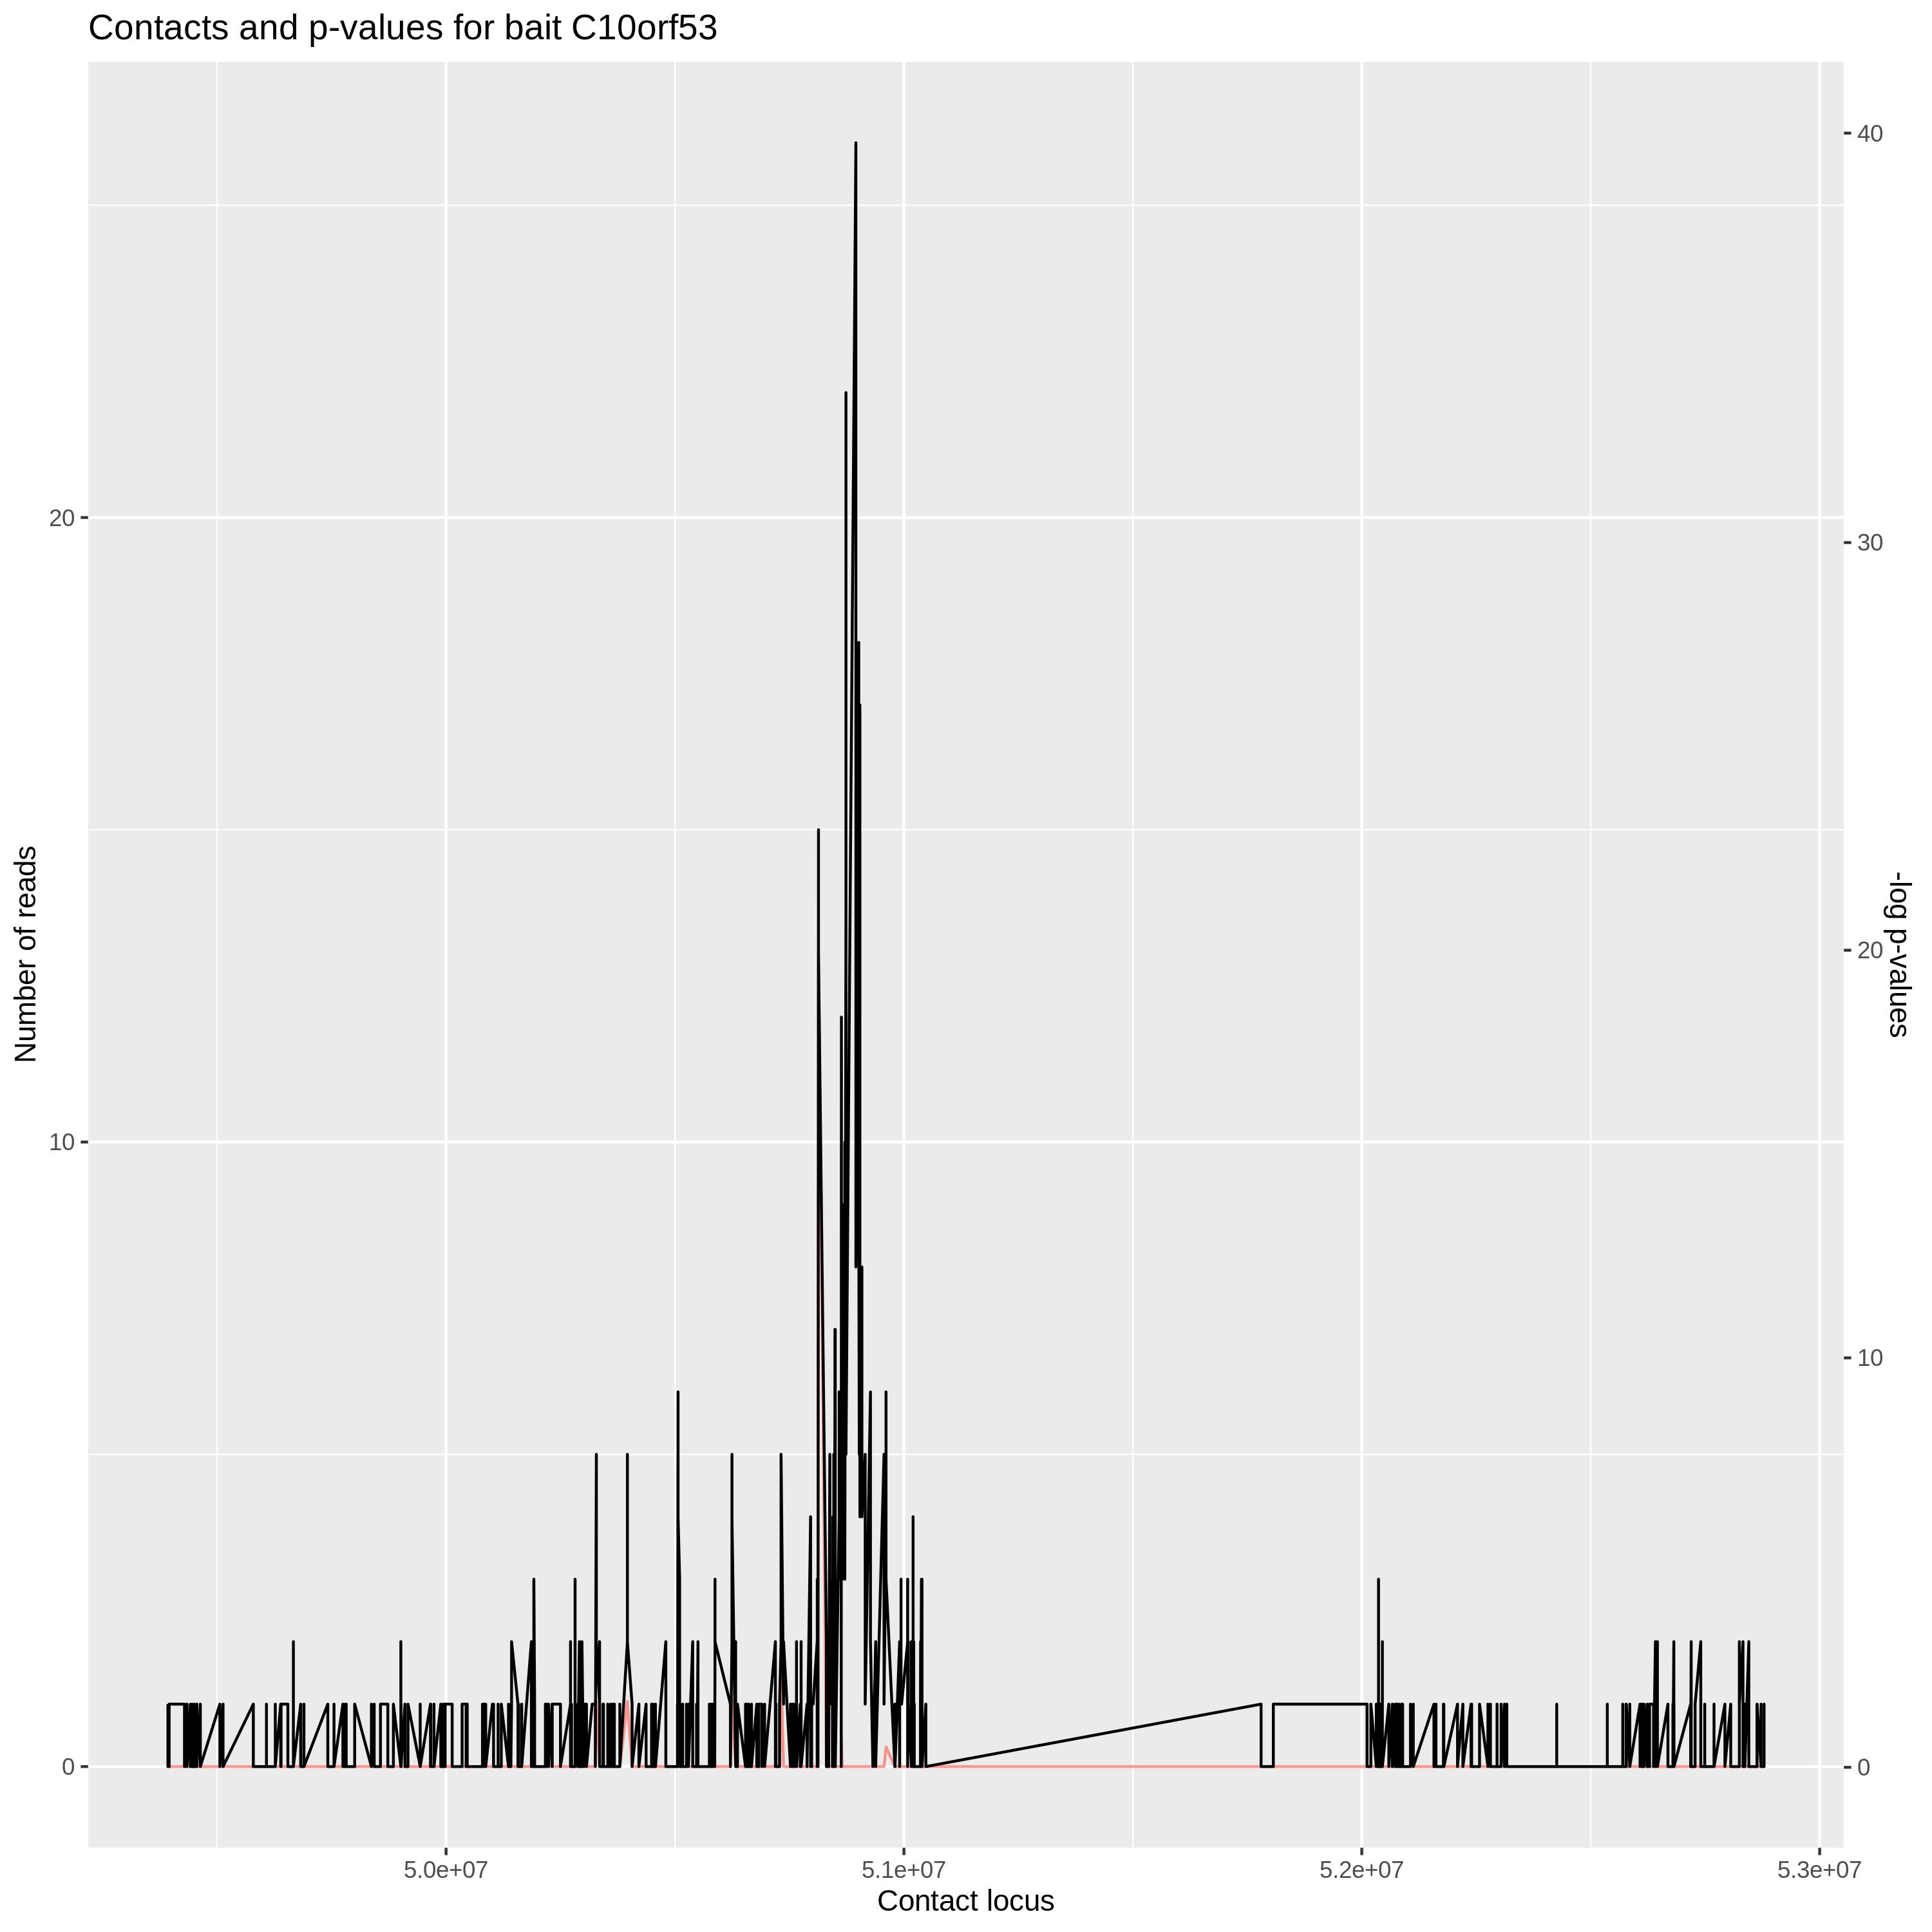 Contacts and p-values for bait C10orf53
40
20
30
Number of reads
-log p-values
20
10
10
0
0
5.0e+07
5.1e+07
5.2e+07
5.3e+07
Contact locus